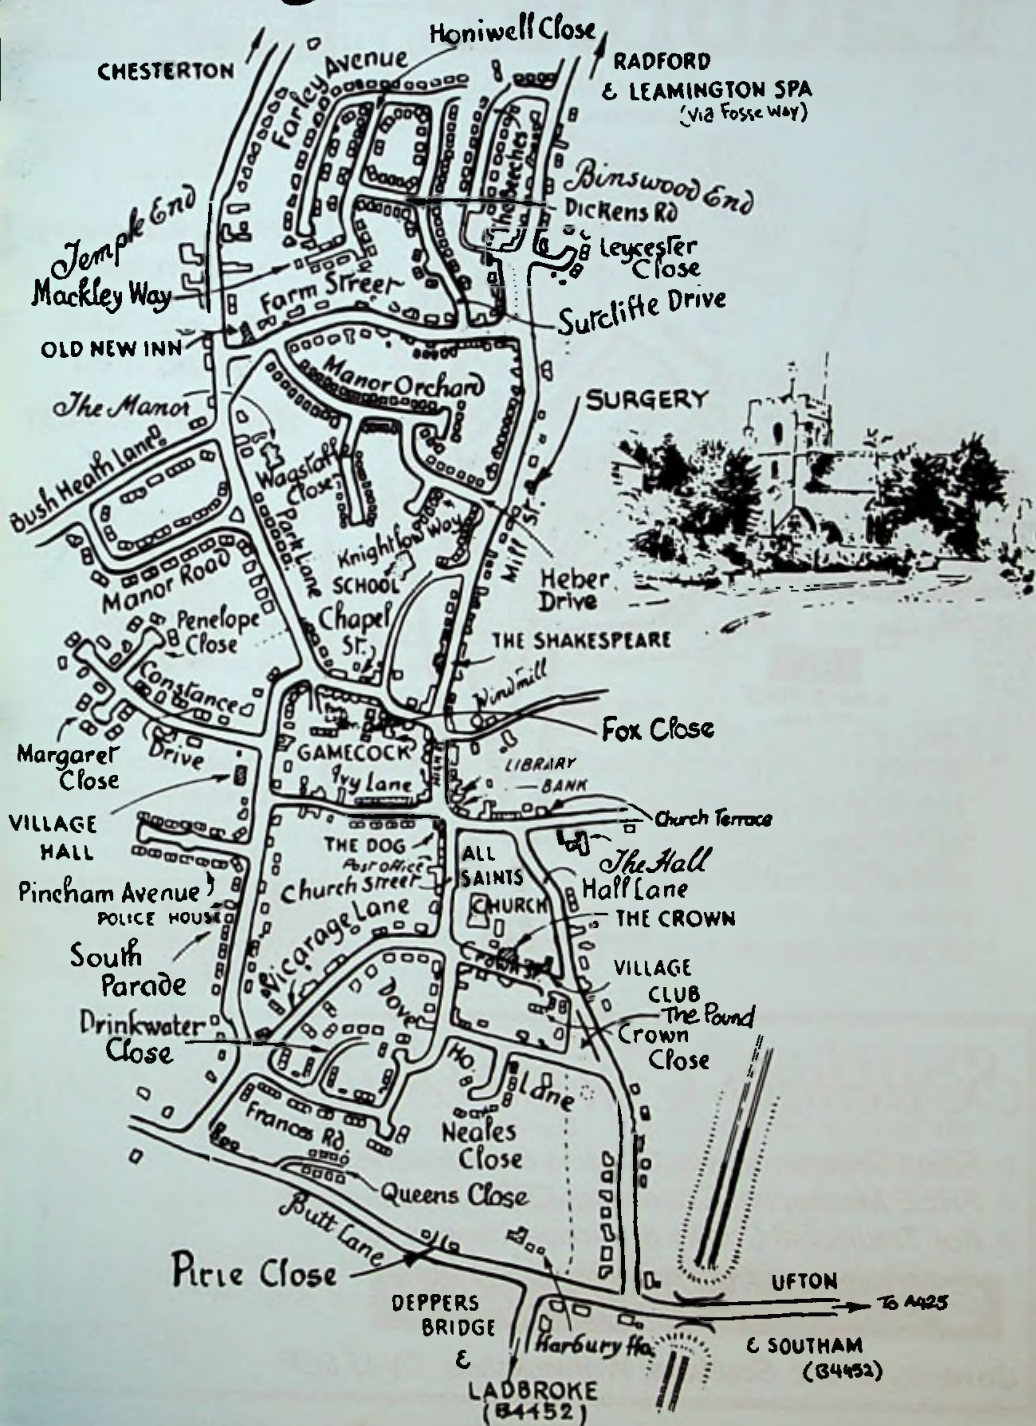 Honiwell Close
CHESTERTON
Farley Avenue
RADFORD
& LEAMINGTON SPA
(Via Fosse Way)
The Beeches
Binswood End
Dickens Rd
Temple End
Leycester
Close
Mackley Way
Farm Street
Sutcliffe Drive
OLD NEW INN
Manor Orchard
The Manor
SURGERY
Bush Heath Lane
Wagstaffe
Close
Park Lane
Knightlow Way
Mill St.
SCHOOL
Manor Road
Heber
Drive
Chapel
St.
Penelope
Close
THE SHAKESPEARE
Constance
Drive
Windmill
Fox Close
Margaret
Close
GAMECOCK
HIGH ST
Ivy Lane
LIBRARY
BANK
VILLAGE
HALL
Church Terrace
THE DOG
Post office
ALL
SAINTS
CHURCH
The Hall
Hall Lane
Pincham Avenue
Church Street
POLICE HOUSE
THE CROWN
Vicarage Lane
South
Parade
Crown St
VILLAGE
CLUB
Dove
The Pound
Drinkwater
Close
Crown
Close
Ho.
Lane
Frances Rd.
Neales
Close
Queens Close
Butt Lane
Pirie Close
UFTON
To A425
DEPPERS
BRIDGE
&
LADBROKE
(B4452)
Harbury Ho.
& SOUTHAM
(B4452)